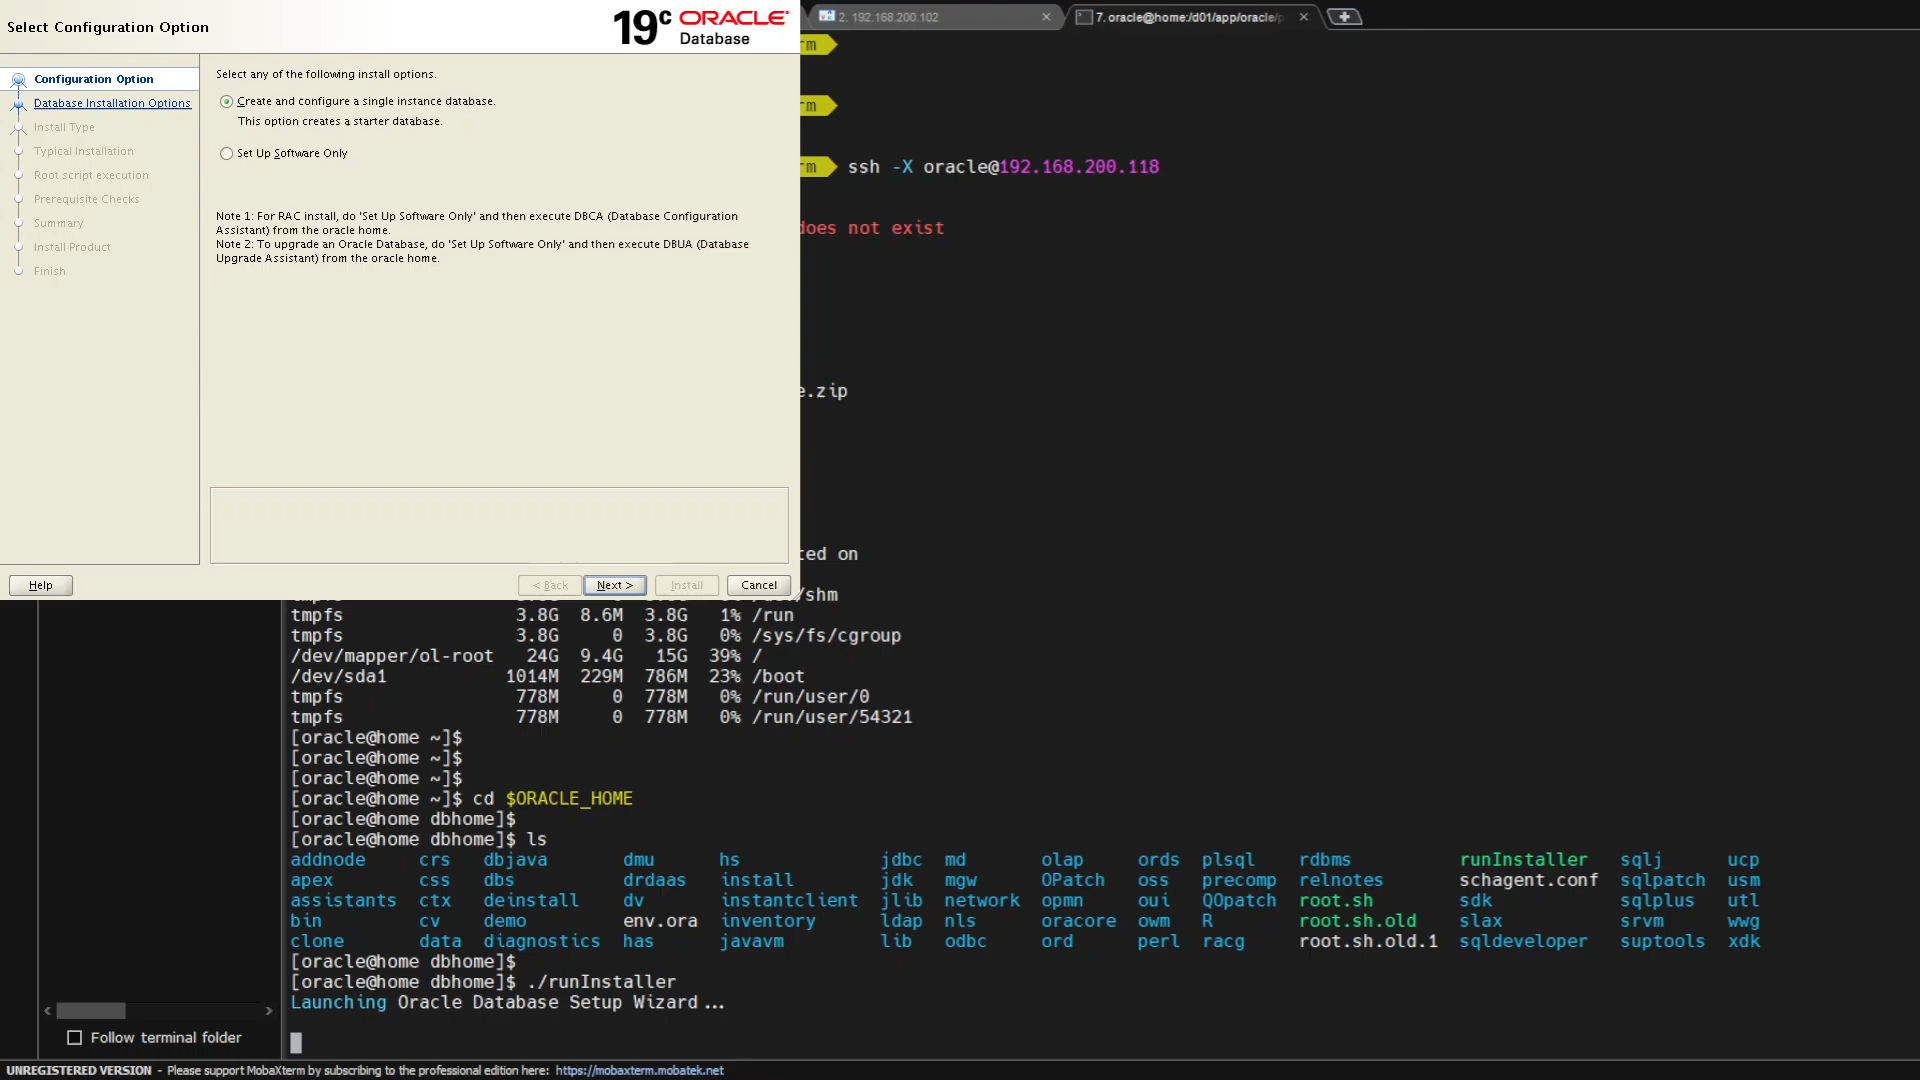 Select Configuration Option
19c ORACLE
Database
Configuration Option
Database Installation Options
Install Type
Typical Installation
Root script execution
Prerequisite Checks
Summary
Install Product
Finish
Select any of the following install options.
Create and configure a single instance database.
This option creates a starter database.
Set Up Software Only
Note 1: For RAC install, do 'Set Up Software Only' and then execute DBCA (Database Configuration
Assistant) from the oracle home.
Note 2: To upgrade an Oracle Database, do 'Set Up Software Only' and then execute DBUA (Database
Upgrade Assistant) from the oracle home.
Help
< Back
Next >
Install
Cancel
2. 192.168.200.102
7. oracle@home:/d01/app/oracle/
ssh -X oracle@192.168.200.118
does not exist
e.zip
ted on
/shm
tmpfs 3.8G 8.6M 3.8G 1% /run
tmpfs 3.8G 0 3.8G 0% /sys/fs/cgroup
/dev/mapper/ol-root 24G 9.4G 15G 39% /
/dev/sda1 1014M 229M 786M 23% /boot
tmpfs 778M 0 778M 0% /run/user/0
tmpfs 778M 0 778M 0% /run/user/54321
[oracle@home ~]$
[oracle@home ~]$
[oracle@home ~]$
[oracle@home ~]$ cd $ORACLE_HOME
[oracle@home dbhome]$
[oracle@home dbhome]$ ls
addnode crs dbjava dmu hs jdbc md olap ords plsql rdbms runInstaller sqlj ucp
apex css dbs drdaas install jdk mgw OPatch oss precomp relnotes schagent.conf sqlpatch usm
assistants ctx deinstall dv instantclient jlib network opmn oui QOpatch root.sh sdk sqlplus utl
bin cv demo env.ora inventory ldap nls oracore owm R root.sh.old slax srvm wwg
clone data diagnostics has javavm lib odbc ord perl racg root.sh.old.1 sqldeveloper suptools xdk
[oracle@home dbhome]$
[oracle@home dbhome]$ ./runInstaller
Launching Oracle Database Setup Wizard...
Follow terminal folder
UNREGISTERED VERSION - Please support MobaXterm by subscribing to the professional edition here: https://mobaxterm.mobatek.net